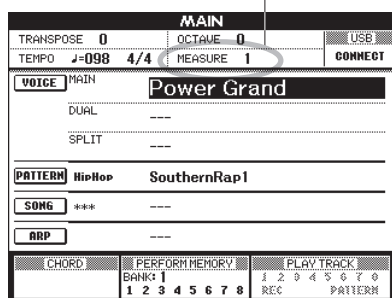 MAIN
TRANSPOSE 0 OCTAVE 0 USB
TEMPO ♩=098 4/4 MEASURE 1 CONNECT
VOICE MAIN Power Grand
DUAL ---
SPLIT ---
PATTERN HipHop SouthernRap1
SONG *** ---
ARP ---
CHORD PERFORM MEMORY PLAY TRACK
BANK: 1
1 2 3 4 5 6 7 8 1 2 3 4 5 6 7 8
REC PATTERN